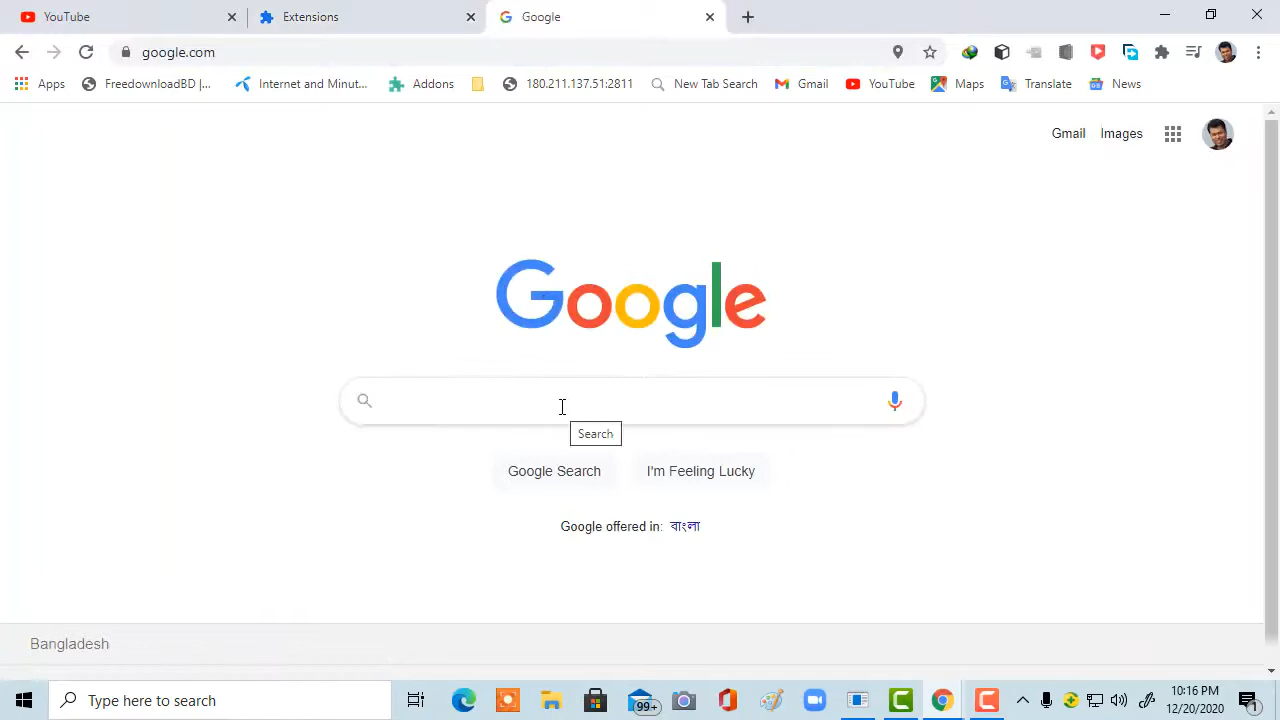 YouTube
Extensions
Google
google.com
Apps
FreedownloadBD |...
Internet and Minut...
Addons
180.211.137.51:2811
New Tab Search
Gmail
YouTube
Maps
Translate
News
Gmail Images
Google
Search
Google Search
I'm Feeling Lucky
Google offered in: বাংলা
Bangladesh
Type here to search
99+
10:16 PM
12/20/2020
1